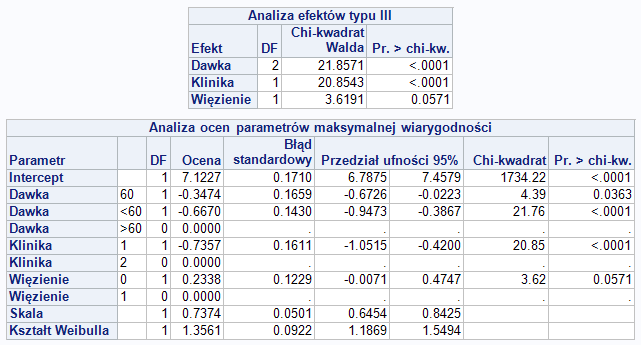 Analiza efektów typu III
Efekt DF Chi-kwadrat Walda Pr. > chi-kw.
Dawka 2 21.8571 <.0001
Klinika 1 20.8543 <.0001
Więzienie 1 3.6191 0.0571
Analiza ocen parametrów maksymalnej wiarygodności
Parametr DF Ocena Błąd standardowy Przedział ufności 95% Chi-kwadrat Pr. > chi-kw.
Intercept 1 7.1227 0.1710 6.7875 7.4579 1734.22 <.0001
Dawka 60 1 -0.3474 0.1659 -0.6726 -0.0223 4.39 0.0363
Dawka <60 1 -0.6670 0.1430 -0.9473 -0.3867 21.76 <.0001
Dawka >60 0 0.0000 . . . . .
Klinika 1 1 -0.7357 0.1611 -1.0515 -0.4200 20.85 <.0001
Klinika 2 0 0.0000 . . . . .
Więzienie 0 1 0.2338 0.1229 -0.0071 0.4747 3.62 0.0571
Więzienie 1 0 0.0000 . . . . .
Skala 1 0.7374 0.0501 0.6454 0.8425
Kształt Weibulla 1 1.3561 0.0922 1.1869 1.5494